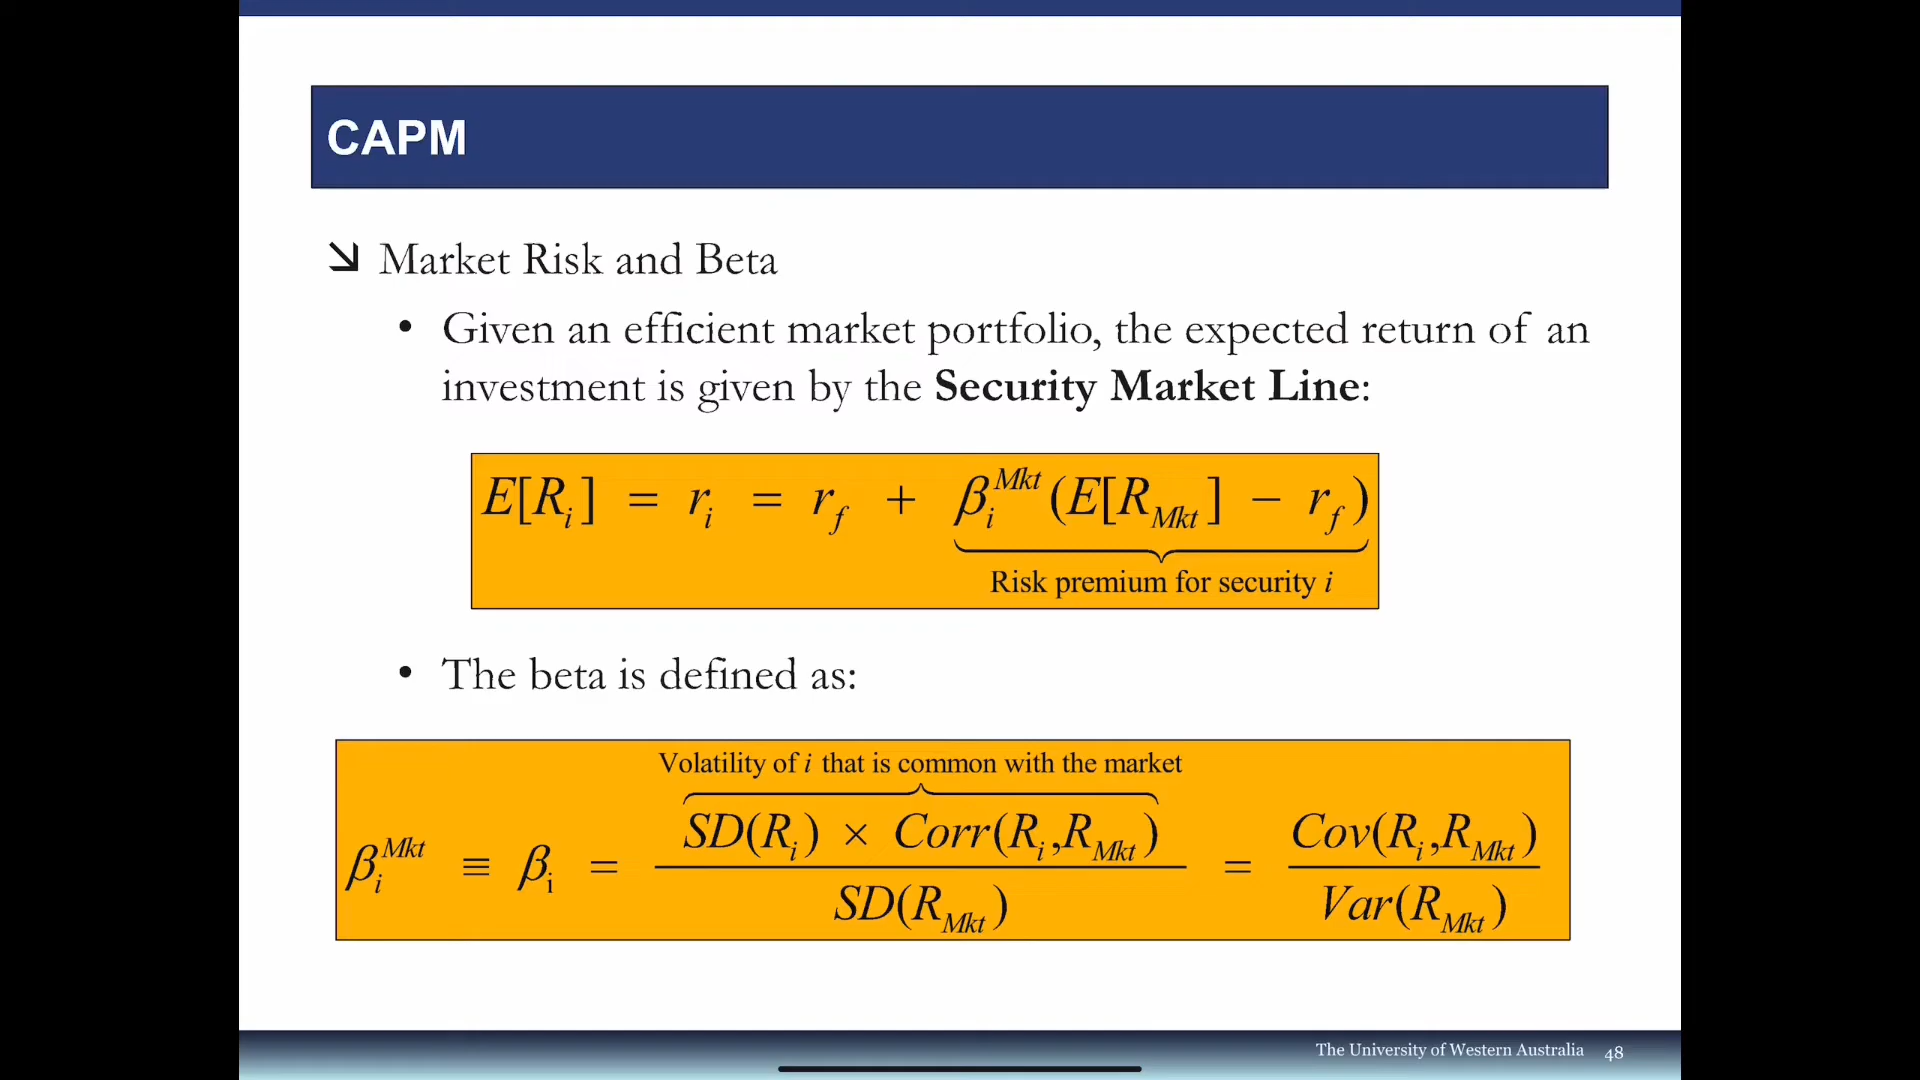 CAPM
Market Risk and Beta
• Given an efficient market portfolio, the expected return of an
investment is given by the Security Market Line:
E[R_i] = r_i = r_f + β_i^Mkt (E[R_Mkt] − r_f)
Risk premium for security i
• The beta is defined as:
Volatility of i that is common with the market
β_i^Mkt ≡ β_i = SD(R_i) × Corr(R_i,R_Mkt) / SD(R_Mkt) = Cov(R_i,R_Mkt) / Var(R_Mkt)
The University of Western Australia 48